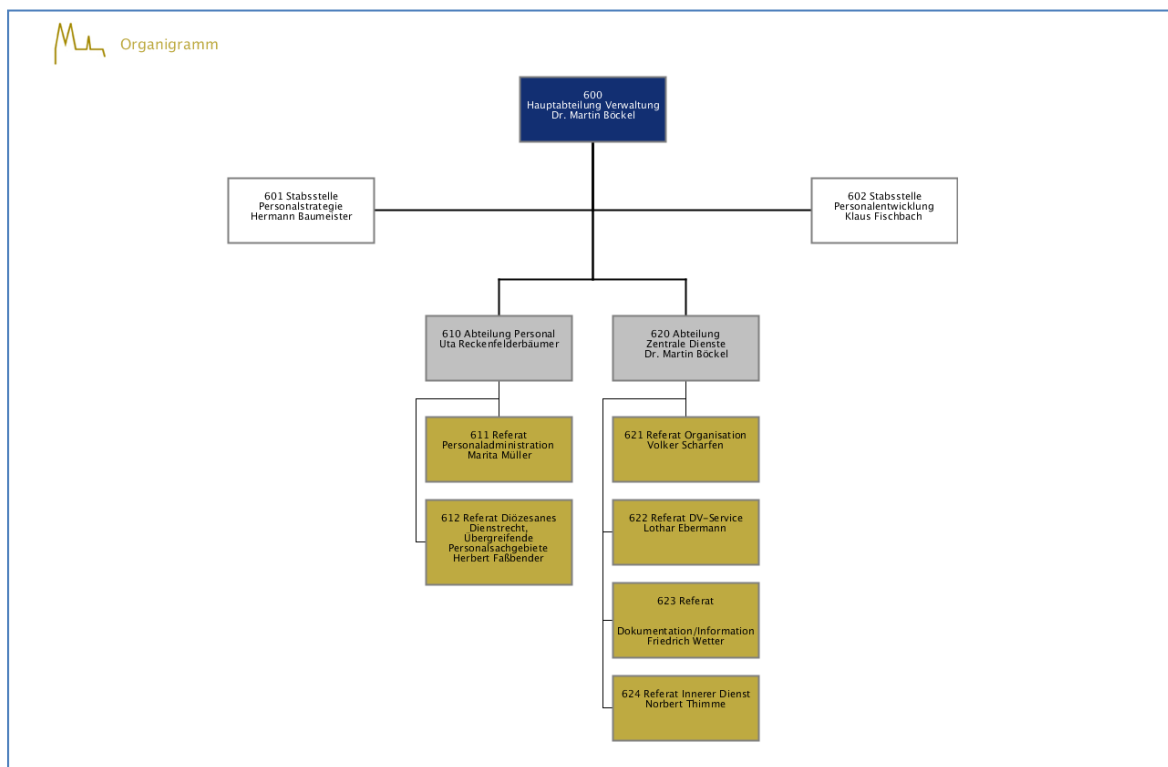 Organigramm
600
Hauptabteilung Verwaltung
Dr. Martin Böckel
601 Stabsstelle
Personalstrategie
Hermann Baumeister
602 Stabsstelle
Personalentwicklung
Klaus Fischbach
610 Abteilung Personal
Uta Reckenfelderbäumer
620 Abteilung
Zentrale Dienste
Dr. Martin Böckel
611 Referat
Personaladministration
Marita Müller
612 Referat Diözesanes
Dienstrecht,
Übergreifende
Personalsachgebiete
Herbert Faßbender
621 Referat Organisation
Volker Scharfen
622 Referat DV-Service
Lothar Ebermann
623 Referat
Dokumentation/Information
Friedrich Wetter
624 Referat Innerer Dienst
Norbert Thimme